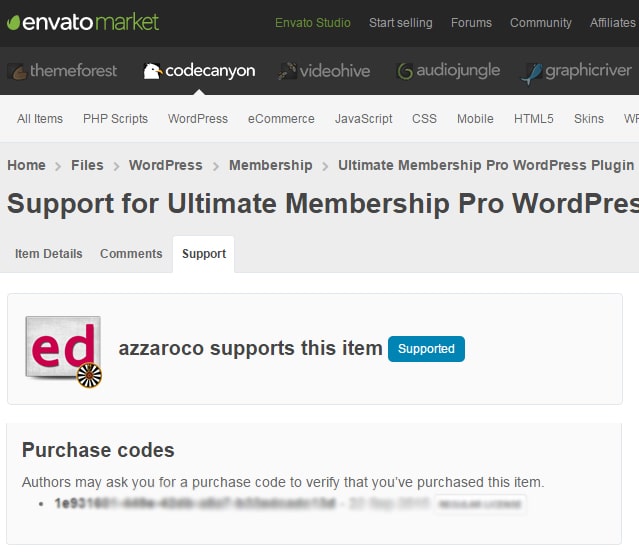 envatomarket Envato Studio Start selling Forums Community Affiliates
themeforest codecanyon videohive audiojungle graphicriver
All Items PHP Scripts WordPress eCommerce JavaScript CSS Mobile HTML5 Skins
Home > Files > WordPress > Membership > Ultimate Membership Pro WordPress Plugin
Support for Ultimate Membership Pro WordPres
Item Details Comments Support
ed azzaroco supports this item Supported
Purchase codes
Authors may ask you for a purchase code to verify that you've purchased this item.